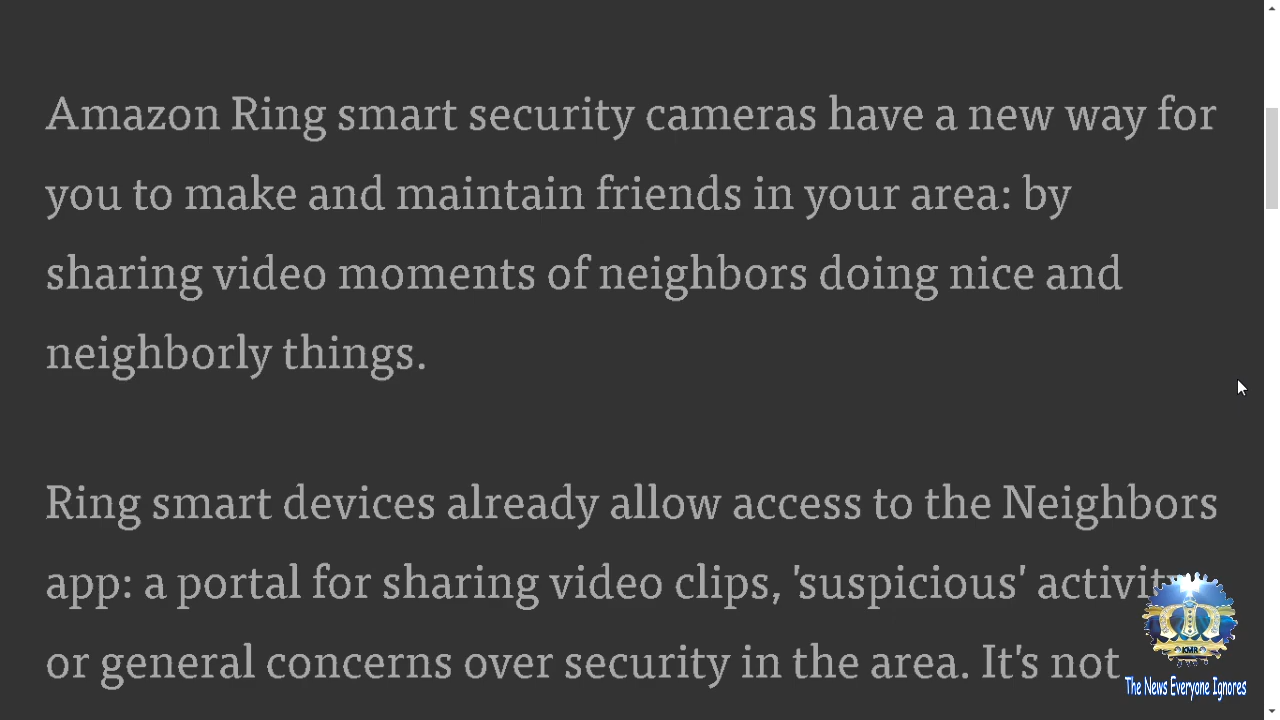 Amazon Ring smart security cameras have a new way for
you to make and maintain friends in your area: by
sharing video moments of neighbors doing nice and
neighborly things.
Ring smart devices already allow access to the Neighbors
app: a portal for sharing video clips, 'suspicious' activity
or general concerns over security in the area. It's not
KMR
The News Everyone Ignores